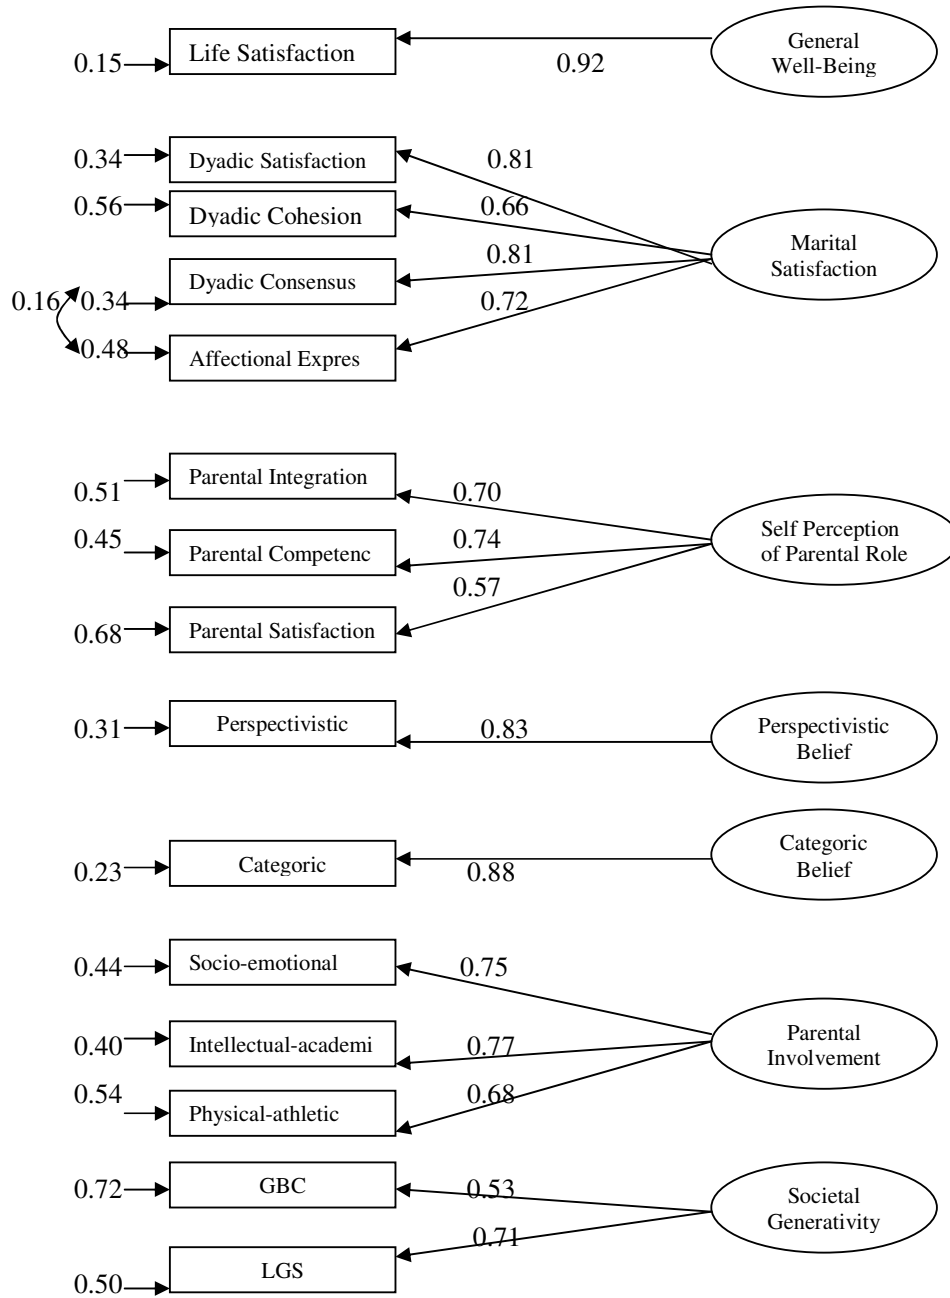 General
Well-Being
Life Satisfaction
0.15
0.92
0.34
Dyadic Satisfaction
0.81
0.56
Dyadic Cohesion
0.66
Marital
Satisfaction
Dyadic Consensus
0.81
0.16
0.34
0.72
0.48
Affectional Expres
Parental Integration
0.51
0.70
Self Perception
of Parental Role
0.45
Parental Competenc
0.74
0.57
0.68
Parental Satisfaction
Perspectivistic
0.31
0.83
Perspectivistic
Belief
Categoric
Belief
0.23
Categoric
0.88
0.44
Socio-emotional
0.75
Parental
Involvement
0.40
Intellectual-academi
0.77
0.54
Physical-athletic
0.68
0.72
GBC
0.53
Societal
Generativity
0.71
0.50
LGS